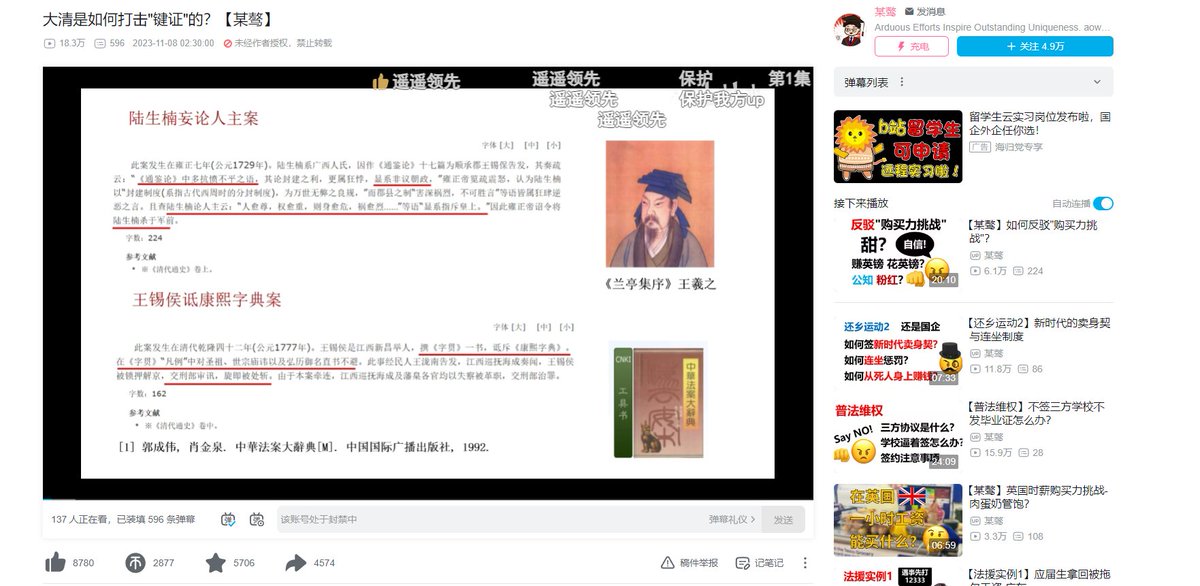 大清是如何打击"键证"的？【某骜】
18.3万 596 2023-11-08 02:30:00 未经作者授权，禁止转载
遥遥领先 遥遥领先 保护 第1集
遥遥领先 保护我方up
遥遥领先
陆生楠妄论人主案
字体 [大] [中] [小]
此案发生在雍正七年(公元1729年)。陆生楠系广西人氏，因作《通鉴论》十七篇为顺承郡王锡保告发，其奏疏
云：“《通鉴论》中多抗愤不平之语，其论封建之利，更属狂悖，显系非议朝政。”雍正帝览疏震怒，认为陆生楠
以“封建制度(系指古代西周时的分封制度)，为万世无弊之良规，”而郡县之制“害深祸烈，不可胜言”等语皆属狂肆逆
恶之言。且查陆生楠论人主云：“人愈尊，权愈重，则身愈危，祸愈烈……”等语“显系指斥皇上。”因此雍正帝诏令将
陆生楠杀于军前。
字数：224
参考文献
※《清代通史》卷上。
王锡侯诋康熙字典案
字体 [大] [中] [小]
此案发生在清代乾隆四十二年(公元1777年)。王锡侯是江西新昌举人，撰《字贯》一书，诋斥《康熙字典》。
在《字贯》“凡例”中对圣祖、世宗庙讳以及弘历御名直书不避。此事经民人王泷南告发，江西巡抚海成奏闻，王锡侯
被锁押解京，交刑部审讯，旋即被处斩。由于本案牵连，江西巡抚海成及藩臬各官均以失察被革职，交刑部治罪。
字数：162
参考文献
※《清代通史》卷中。
[1] 郭成伟, 肖金泉. 中華法案大辭典[M]. 中国国际广播出版社, 1992.
《兰亭集序》王羲之
CNKI
工具书
中華法案大辭典
137 人正在看，已装填 596 条弹幕
该账号处于封禁中
弹幕礼仪
发送
8780 2877 5706 4574 稿件举报 记笔记
某骜 发消息
Arduous Efforts Inspire Outstanding Uniqueness. aow...
充电
+ 关注 4.9万
弹幕列表
b站留学生
可申请
远程实习啦！
留学生云实习岗位发布啦，国
企外企任你选！
广告 海归党专享
接下来播放
自动连播
反驳"购买力挑战"
甜？ 自信!
赚英镑 花英镑?
公知 粉红?
20:10
【某骜】如何反驳"购买力挑
战"?
某骜
6.1万 224
还乡运动2 还是国企
如何签新时代卖身契?
如何连坐惩罚?
如何从死人身上赚钱?
07:33
【还乡运动2】新时代的卖身契
与连坐制度
某骜
11.8万 86
普法维权
Say NO!
三方协议是什么?
学校逼着签怎么办?
签约注意事项
24:09
【普法维权】不签三方学校不
发毕业证怎么办?
某骜
15.9万 28
在英国
一小时工资
能买什么?
06:59
【某骜】英国时薪购买力挑战-
肉蛋奶管饱?
某骜
3.3万 108
法援实例1
遇事先打
12333
【法援实例1】应届生拿回被拖